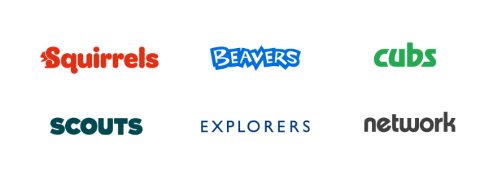 Squirrels BEAVERS cubs
SCOUTS EXPLORERS network